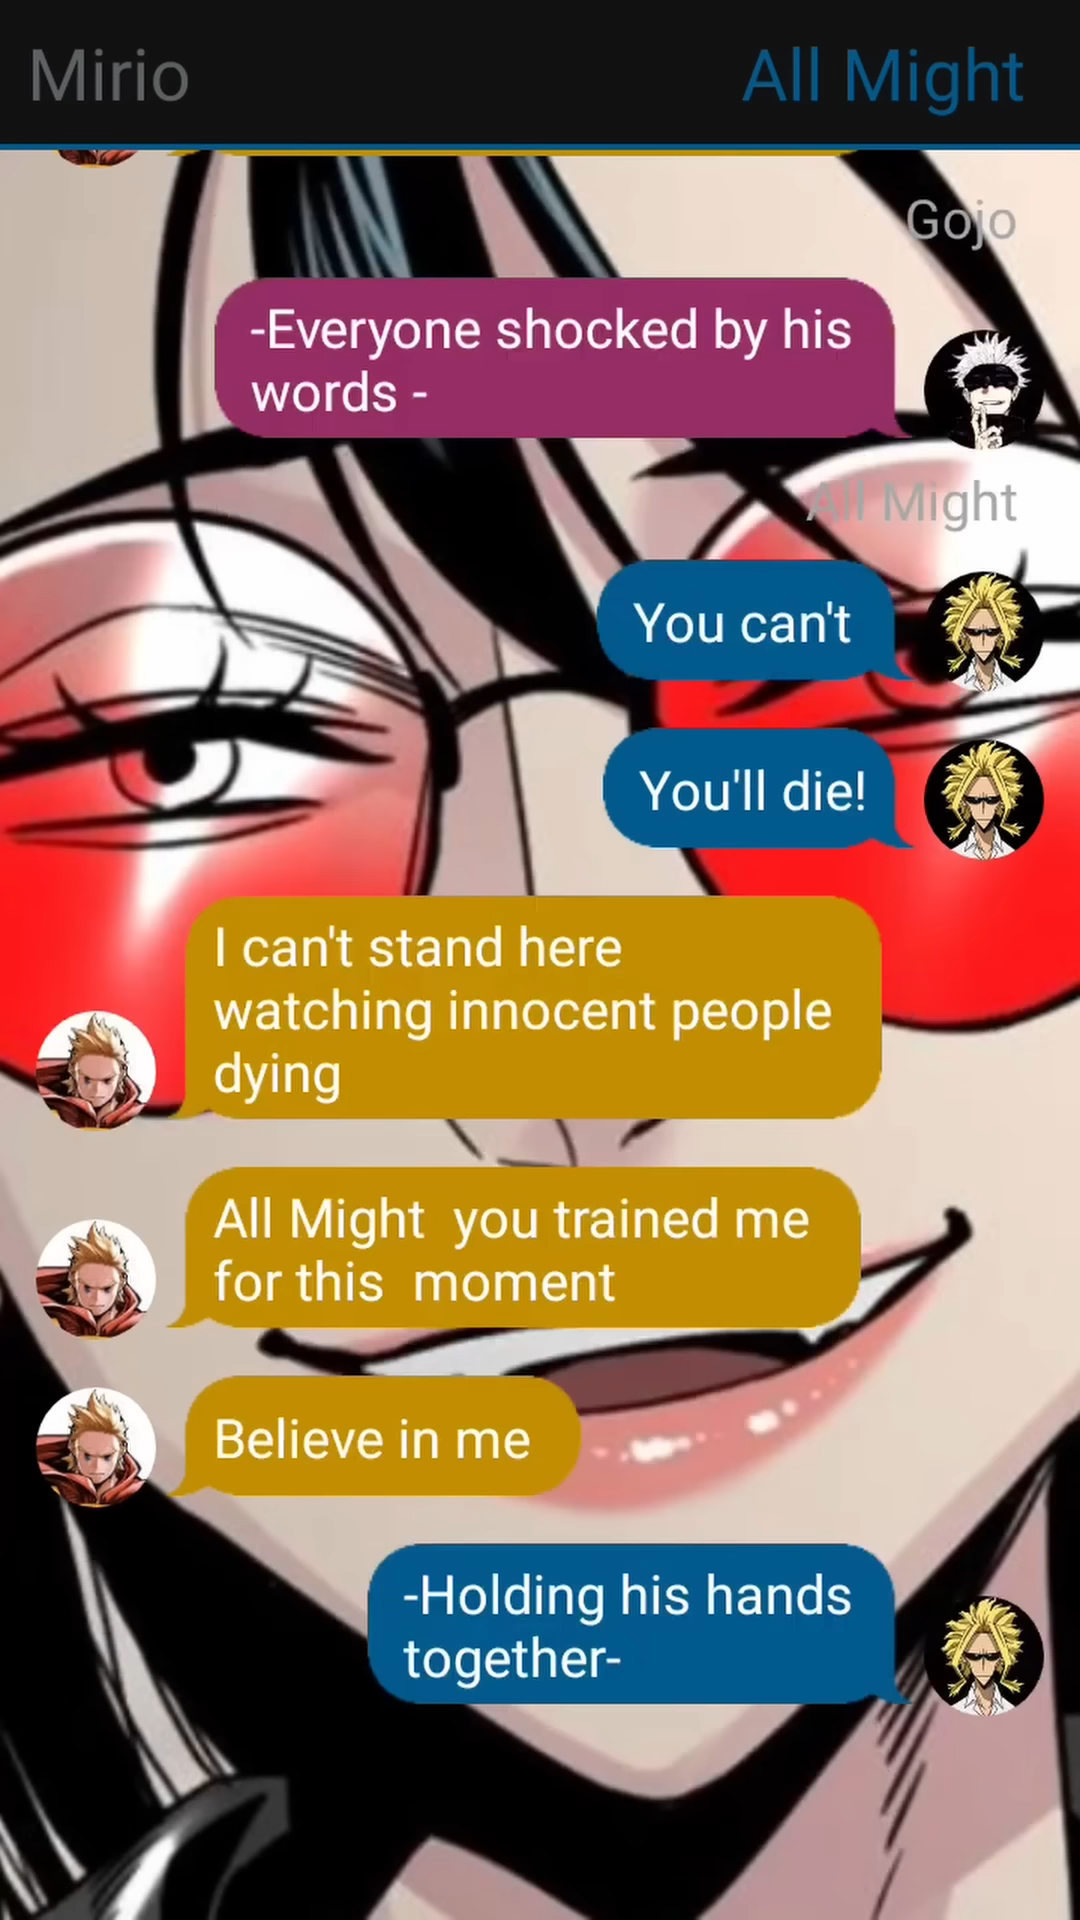 Mirio
All Might
Gojo
-Everyone shocked by his
words -
All Might
You can't
You'll die!
I can't stand here
watching innocent people
dying
All Might  you trained me
for this  moment
Believe in me
-Holding his hands
together-